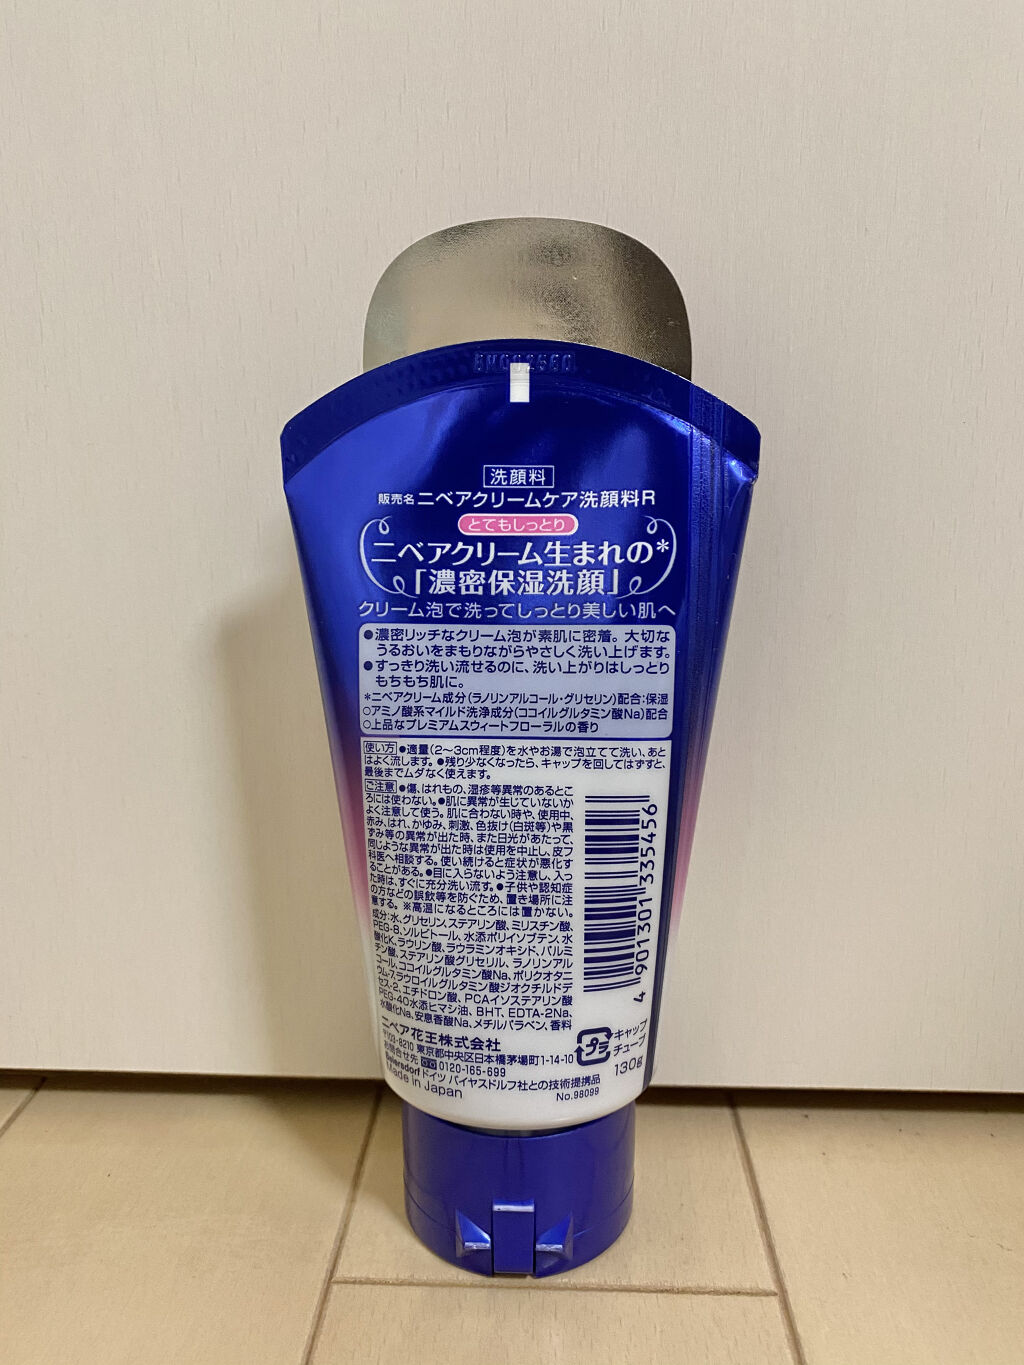 洗顔料
販売名ニベアクリームケア洗顔料R
とてもしっとり
ニベアクリーム生まれの*
「濃密保湿洗顔」
クリーム泡で洗ってしっとり美しい肌へ
●濃密リッチなクリーム泡が素肌に密着。大切な
うるおいをまもりながらやさしく洗い上げます。
●すっきり洗い流せるのに、洗い上がりはしっとり
もちもち肌に。
*ニベアクリーム成分(ラノリンアルコール・グリセリン)配合:保湿
○アミノ酸系マイルド洗浄成分(ココイルグルタミン酸Na)配合
○上品なプレミアムスウィートフローラルの香り
使い方 ●適量(2〜3cm程度)を水やお湯で泡立てて洗い、あと
はよく流します。●残り少なくなったら、キャップを回してはずすと、
最後までムダなく使えます。
ご注意 ●傷、はれもの、湿疹等異常のあるとこ
ろには使わない。●肌に異常が生じていないか
よく注意して使う。肌に合わない時や、使用中、
赤み、はれ、かゆみ、刺激、色抜け(白斑等)や黒
ずみ等の異常が出た時、また日光があたって、
同じような異常が出た時は使用を中止し、皮フ
科医へ相談する。使い続けると症状が悪化す
ることがある。●目に入らないよう注意し、入っ
た時は、すぐに充分洗い流す。●子供や認知症
の方などの誤飲等を防ぐため、置き場所に注
意する。※高温になるところには置かない。
成分:水、グリセリン、ステアリン酸、ミリスチン酸、
PEG-8、ソルビトール、水添ポリイソブテン、水
酸化K、ラウリン酸、ラウラミンオキシド、パルミ
チン酸、ステアリン酸グリセリル、ラノリンアル
コール、ココイルグルタミン酸Na、ポリクオタニ
ウム-7、ラウロイルグルタミン酸ジオクチルドデ
セス-2、エチドロン酸、PCAイソステアリン酸
PEG-40水添ヒマシ油、BHT、EDTA-2Na、
水酸化Na、安息香酸Na、メチルパラベン、香料
4 901301 335456
ニベア花王株式会社
〒103-8210 東京都中央区日本橋茅場町1-14-10
お問合せ先 0120-165-699
Beiersdorf ドイツ バイヤスドルフ社との技術提携品
Made in Japan
No.98099
プラ
キャップ
チューブ
130g